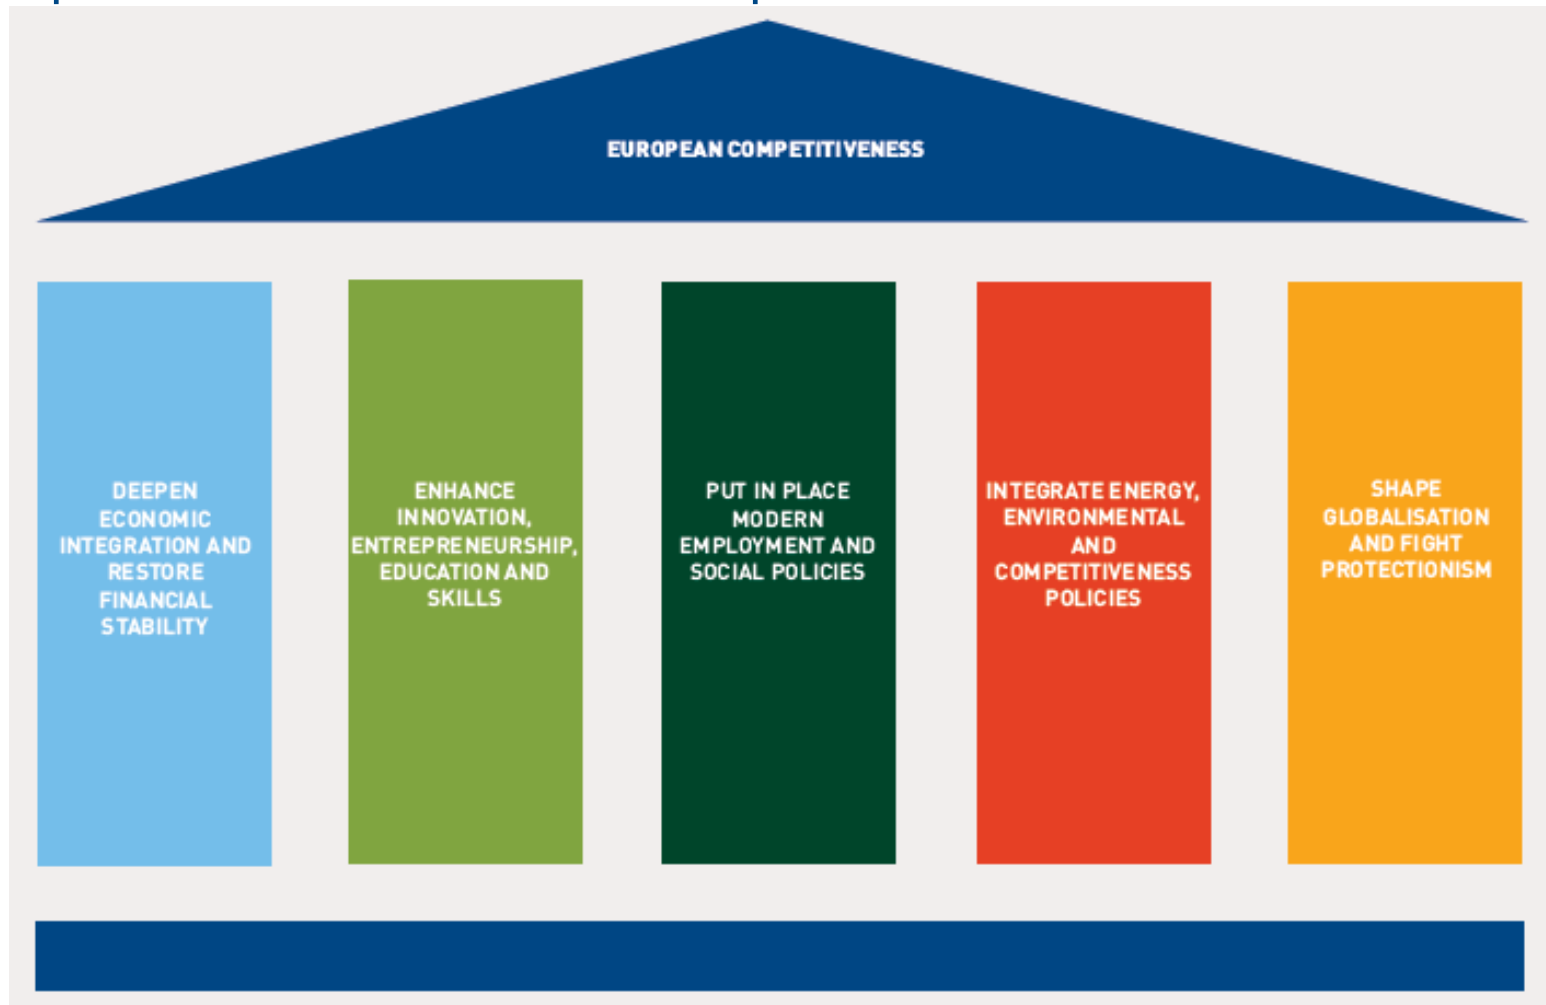 EUROPEAN COMPETITIVENESS
DEEPEN
ECONOMIC
INTEGRATION AND
RESTORE
FINANCIAL
STABILITY
ENHANCE
INNOVATION,
ENTREPRENEURSHIP,
EDUCATION AND
SKILLS
PUT IN PLACE
MODERN
EMPLOYMENT AND
SOCIAL POLICIES
INTEGRATE ENERGY,
ENVIRONMENTAL
AND
COMPETITIVENESS
POLICIES
SHAPE
GLOBALISATION
AND FIGHT
PROTECTIONISM